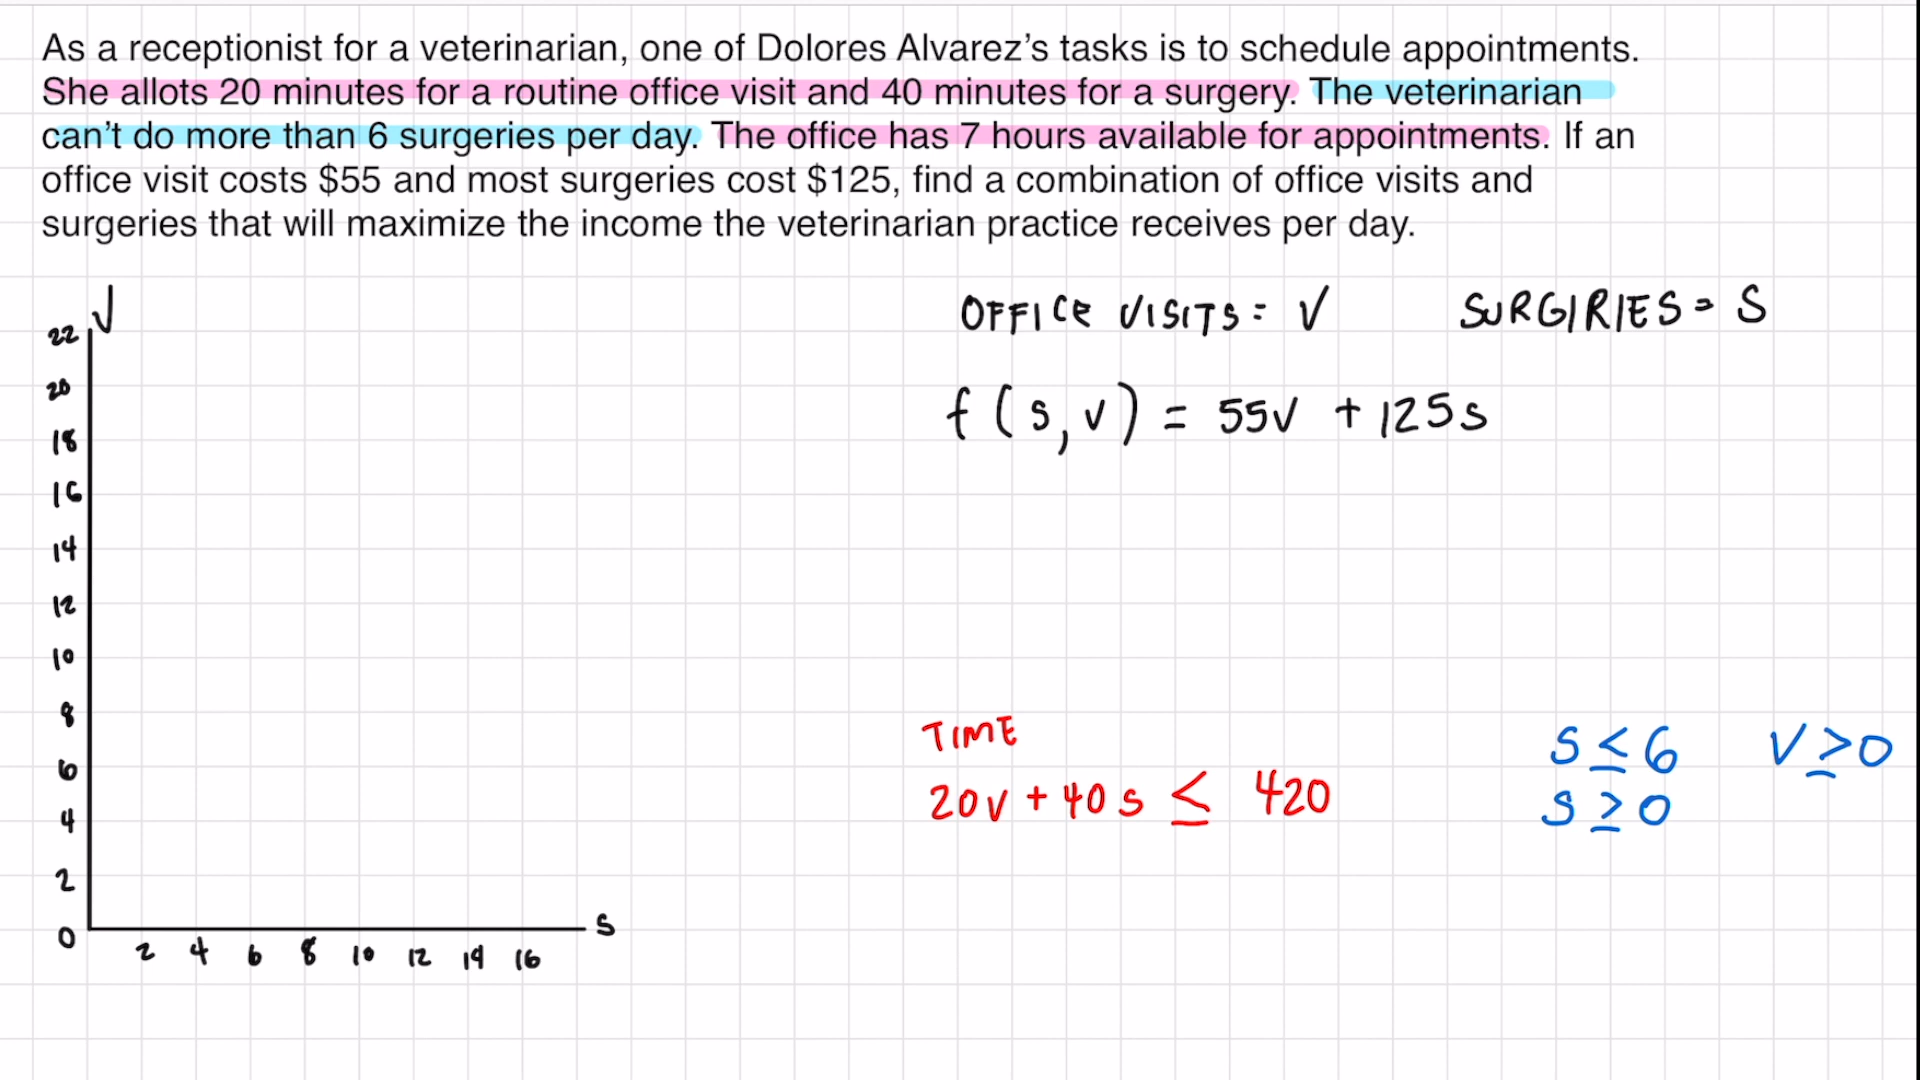 As a receptionist for a veterinarian, one of Dolores Alvarez’s tasks is to schedule appointments.
She allots 20 minutes for a routine office visit and 40 minutes for a surgery. The veterinarian
can’t do more than 6 surgeries per day. The office has 7 hours available for appointments. If an
office visit costs $55 and most surgeries cost $125, find a combination of office visits and
surgeries that will maximize the income the veterinarian practice receives per day.
OFFICE VISITS = V SURGIRIES = S
f(s,v) = 55v + 125s
V
22
20
18
16
14
12
10
8
6
4
2
0
2 4 6 8 10 12 14 16
S
TIME
20v + 40s ≤ 420
S ≤ 6 V ≥ 0
S ≥ 0